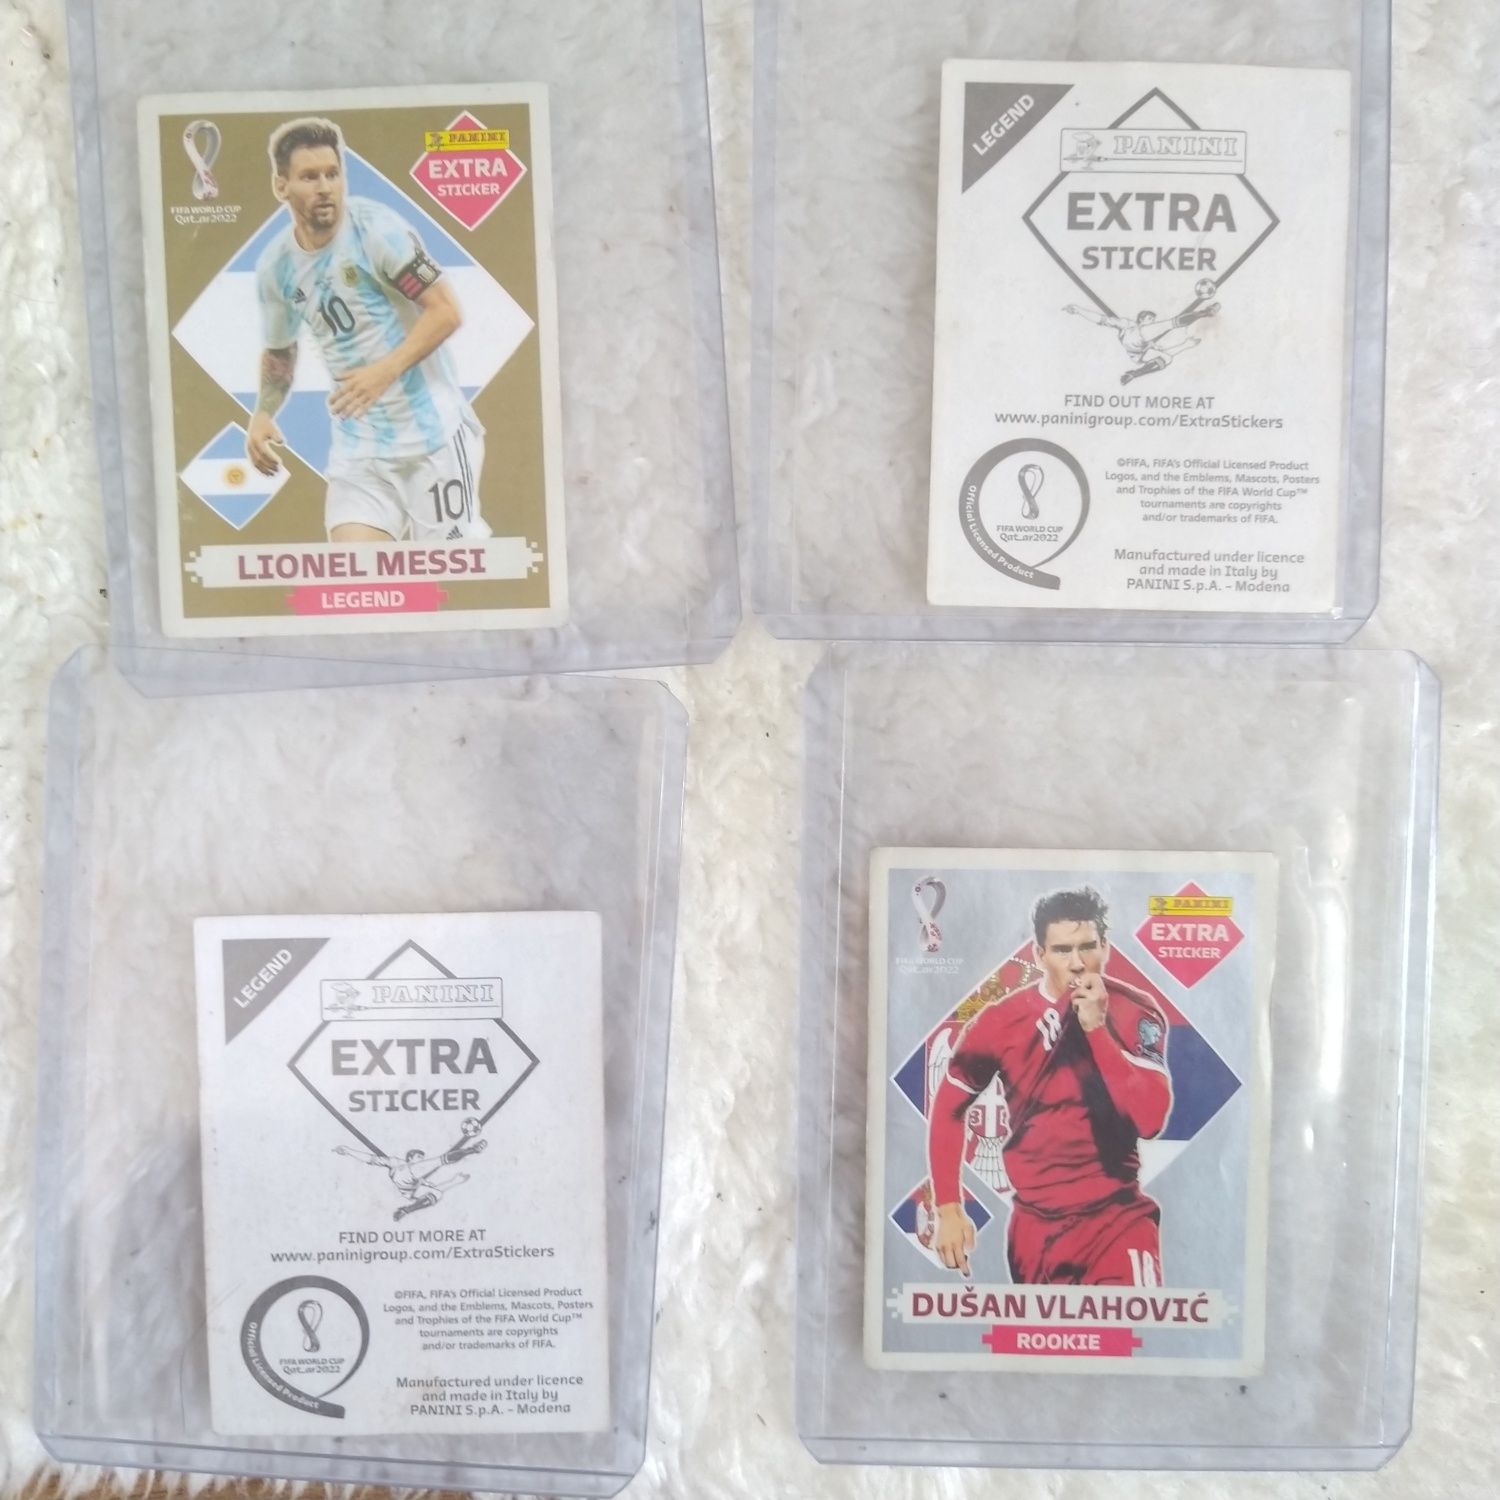 FIFA WORLD CUP
Qat_ar2022
PANINI
EXTRA
STICKER
10
10
LIONEL MESSI
LEGEND
LEGEND
PANINI
EXTRA
STICKER
FIND OUT MORE AT
www.paninigroup.com/ExtraStickers
©FIFA, FIFA's Official Licensed Product
Logos, and the Emblems, Mascots, Posters
and Trophies of the FIFA World Cup™
tournaments are copyrights
and/or trademarks of FIFA.
Official Licensed Product
FIFA WORLD CUP
Qat_ar2022
Manufactured under licence
and made in Italy by
PANINI S.p.A. - Modena
LEGEND
PANINI
EXTRA
STICKER
FIND OUT MORE AT
www.paninigroup.com/ExtraStickers
©FIFA, FIFA's Official Licensed Product
Logos, and the Emblems, Mascots, Posters
and Trophies of the FIFA World Cup™
tournaments are copyrights
and/or trademarks of FIFA.
Official Licensed Product
FIFA WORLD CUP
Qat_ar2022
Manufactured under licence
and made in Italy by
PANINI S.p.A. - Modena
FIFA WORLD CUP
Qat_ar2022
PANINI
EXTRA
STICKER
18
18
DUŠAN VLAHOVIĆ
ROOKIE